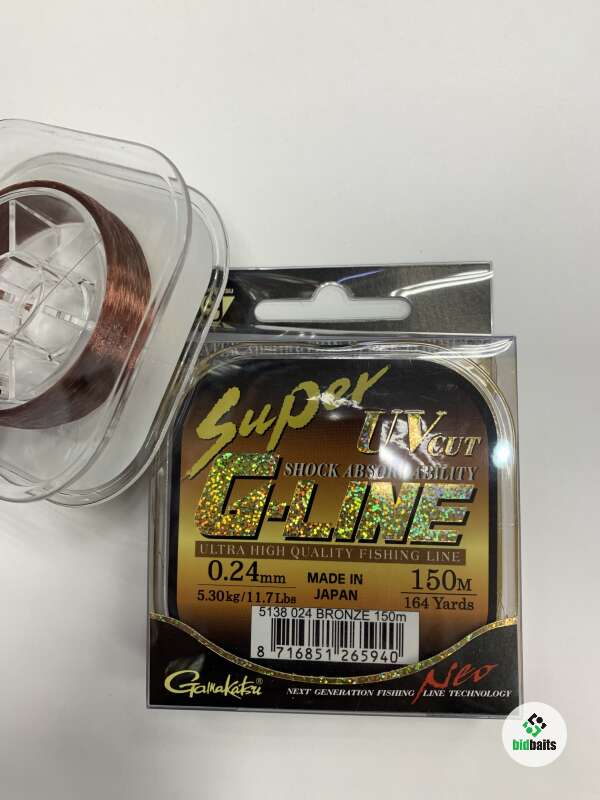 Super
UV CUT
SHOCK ABSORBABILITY
G-LINE
ULTRA HIGH QUALITY FISHING LINE
0.24mm
5.30kg/11.7Lbs
MADE IN
JAPAN
150M
164 Yards
5138 024 BRONZE 150m
8 716851 265940
Gamakatsu®
Neo
NEXT GENERATION FISHING LINE TECHNOLOGY
bidbaits